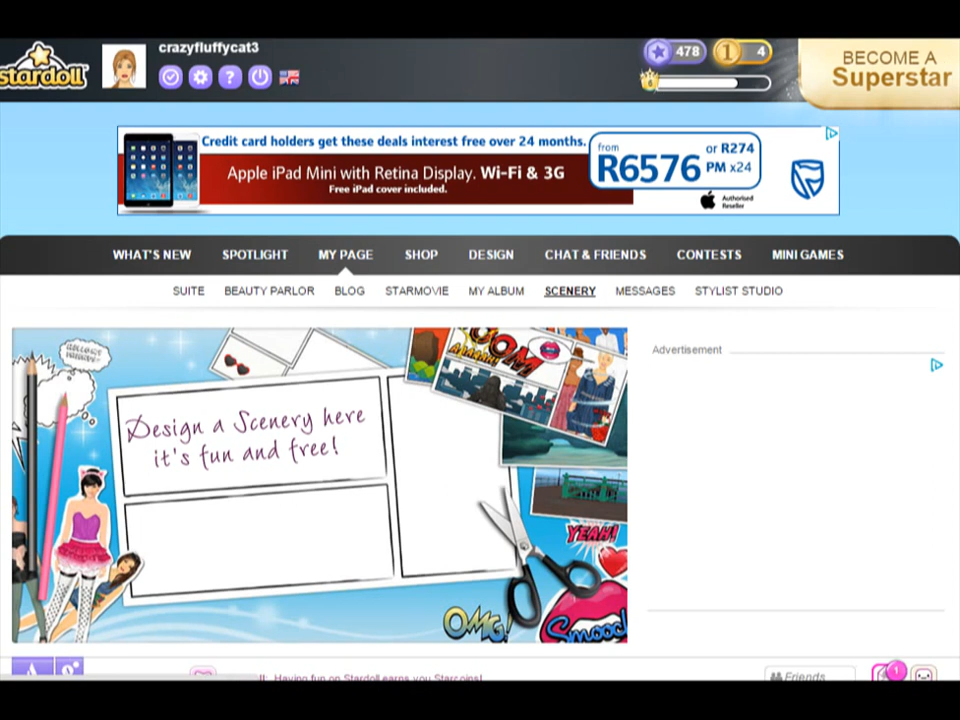 stardoll
crazyfluffycat3
?
478
1
4
6
BECOME A
Superstar
Credit card holders get these deals interest free over 24 months.
Apple iPad Mini with Retina Display. Wi-Fi & 3G
Free iPad cover included.
from
R6576
or R274
PM x24
Authorised
Reseller
WHAT'S NEW SPOTLIGHT MY PAGE SHOP DESIGN CHAT & FRIENDS CONTESTS MINI GAMES
SUITE BEAUTY PARLOR BLOG STARMOVIE MY ALBUM SCENERY MESSAGES STYLIST STUDIO
Advertisement
OOM
Design a Scenery here
it's fun and free!
YEAH!
OMG!
Smooch
Having fun on Stardoll earns you Starcoins!
Friends
1